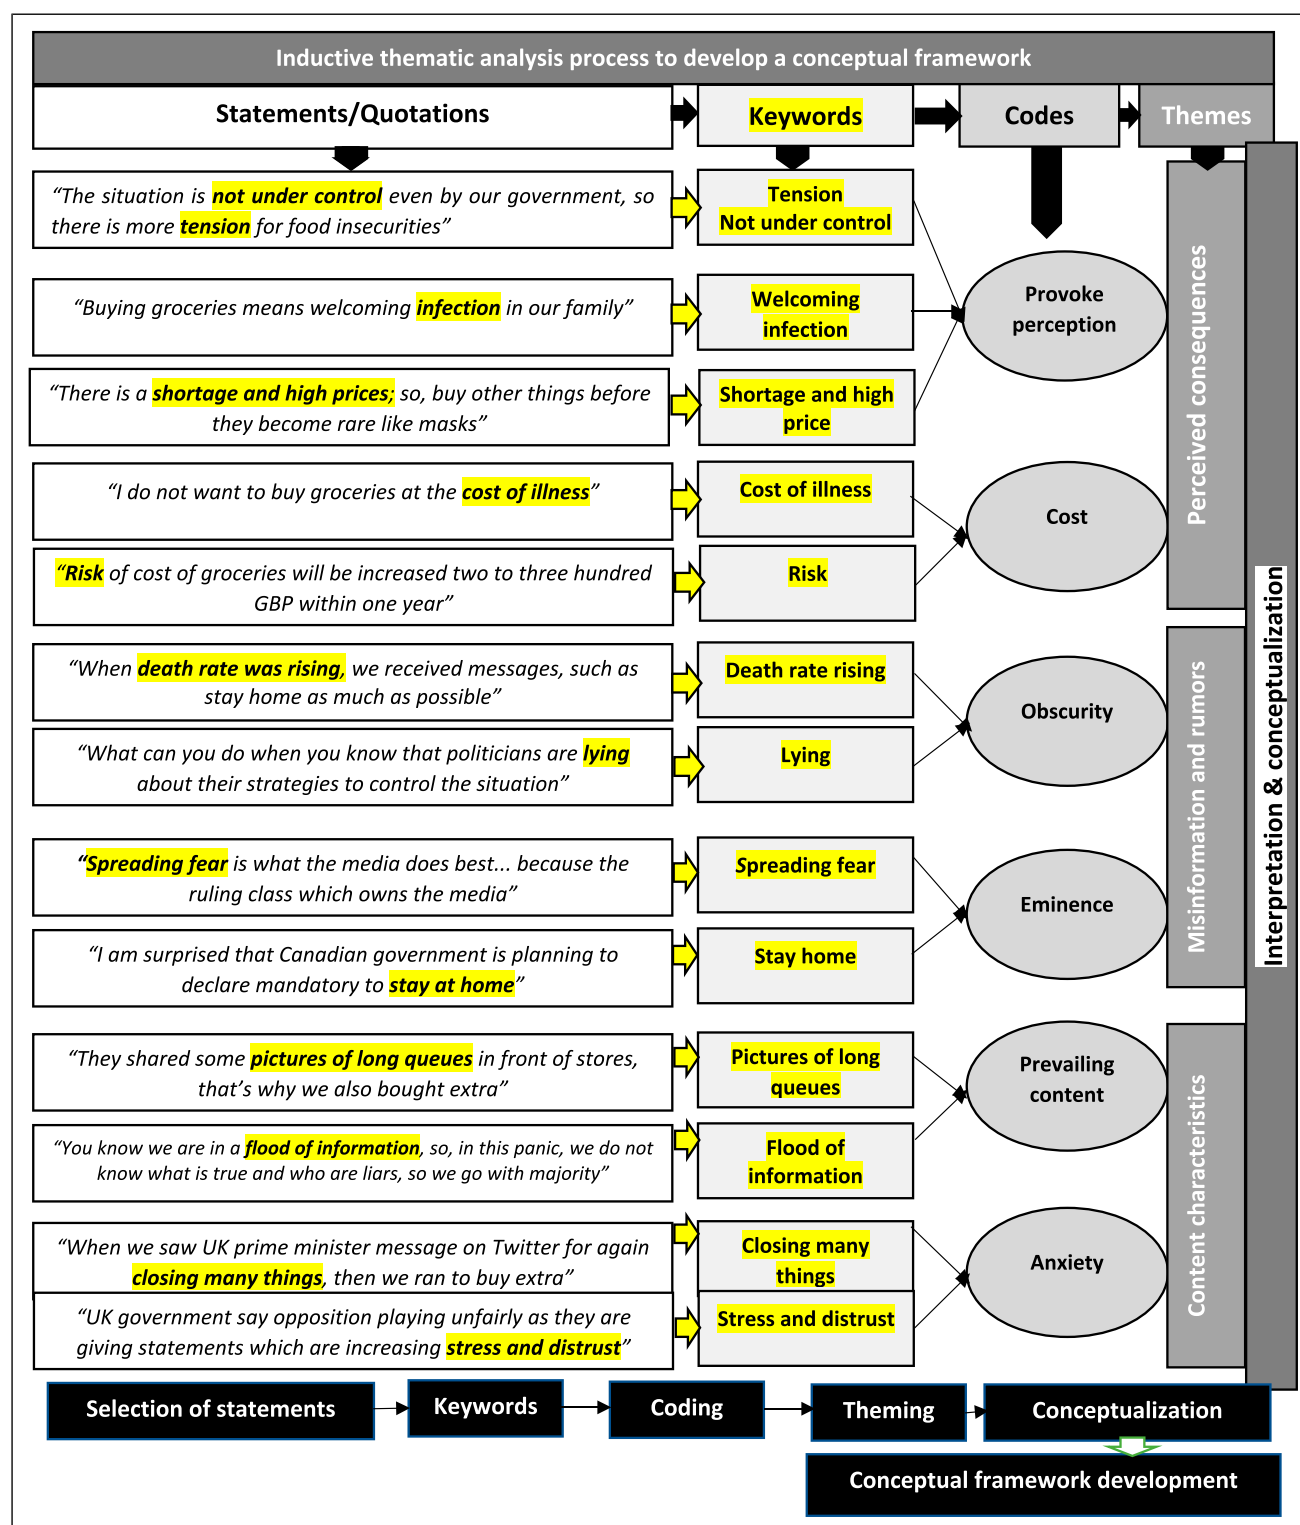 Inductive thematic analysis process to develop a conceptual framework
Statements/Quotations
Keywords
Codes
Themes
“The situation is not under control even by our government, so
there is more tension for food insecurities”
Tension
Not under control
“Buying groceries means welcoming infection in our family”
Welcoming
infection
Provoke
perception
“There is a shortage and high prices; so, buy other things before
they become rare like masks”
Shortage and high
price
Perceived consequences
“I do not want to buy groceries at the cost of illness”
Cost of illness
Cost
“Risk of cost of groceries will be increased two to three hundred
GBP within one year”
Risk
Interpretation & conceptualization
“When death rate was rising, we received messages, such as
stay home as much as possible”
Death rate rising
Obscurity
“What can you do when you know that politicians are lying
about their strategies to control the situation”
Lying
Misinformation and rumors
“Spreading fear is what the media does best... because the
ruling class which owns the media”
Spreading fear
Eminence
“I am surprised that Canadian government is planning to
declare mandatory to stay at home”
Stay home
“They shared some pictures of long queues in front of stores,
that’s why we also bought extra”
Pictures of long
queues
Prevailing
content
“You know we are in a flood of information, so, in this panic, we do not
know what is true and who are liars, so we go with majority”
Flood of
information
Content characteristics
“When we saw UK prime minister message on Twitter for again
closing many things, then we ran to buy extra”
Closing many
things
Anxiety
“UK government say opposition playing unfairly as they are
giving statements which are increasing stress and distrust”
Stress and distrust
Selection of statements
Keywords
Coding
Theming
Conceptualization
Conceptual framework development